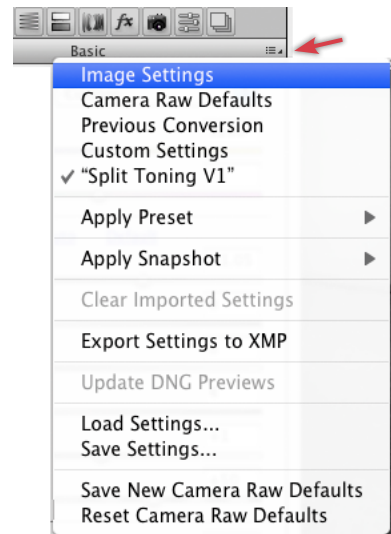 fx
Basic
Image Settings
Camera Raw Defaults
Previous Conversion
Custom Settings
✓ “Split Toning V1”
Apply Preset
Apply Snapshot
Clear Imported Settings
Export Settings to XMP
Update DNG Previews
Load Settings...
Save Settings...
Save New Camera Raw Defaults
Reset Camera Raw Defaults